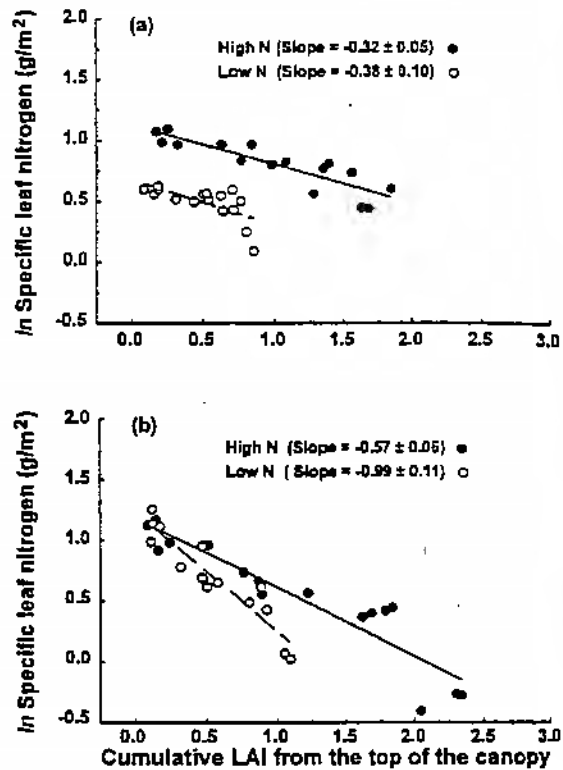 (a)
High N (Slope = -0.32 ± 0.05) ●
Low N (Slope = -0.38 ± 0.10) ○
ln Specific leaf nitrogen (g/m²)
2.0
1.5
1.0
0.5
0.0
-0.5
0.0 0.5 1.0 1.5 2.0 2.5 3.0
(b)
High N (Slope = -0.57 ± 0.06) ●
Low N ( Slope = -0.99 ± 0.11) ○
ln Specific leaf nitrogen (g/m²)
2.0
1.5
1.0
0.5
0.0
-0.5
0.0 0.5 1.0 1.5 2.0 2.5 3.0
Cumulative LAI from the top of the canopy